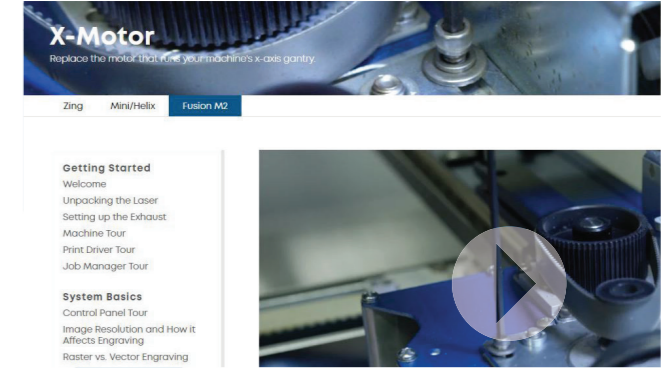 X-Motor
Replace the motor that runs your machine's x-axis gantry.
Zing Mini/Helix Fusion M2
Getting Started
Welcome
Unpacking the Laser
Setting up the Exhaust
Machine Tour
Print Driver Tour
Job Manager Tour
System Basics
Control Panel Tour
Image Resolution and How it
Affects Engraving
Raster vs. Vector Engraving